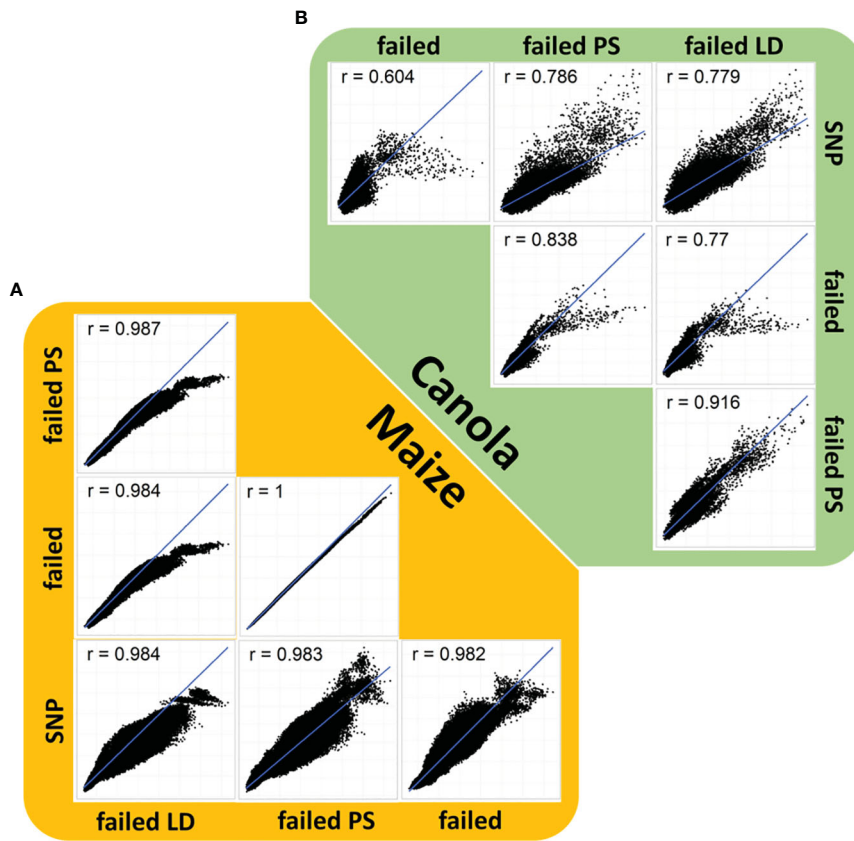 B
failed failed PS failed LD
r = 0.604 r = 0.786 r = 0.779
SNP
r = 0.838 r = 0.77
failed
r = 0.916
failed PS
Canola
Maize
A
r = 0.987
failed PS
r = 0.984 r = 1
failed
r = 0.984 r = 0.983 r = 0.982
SNP
failed LD failed PS failed